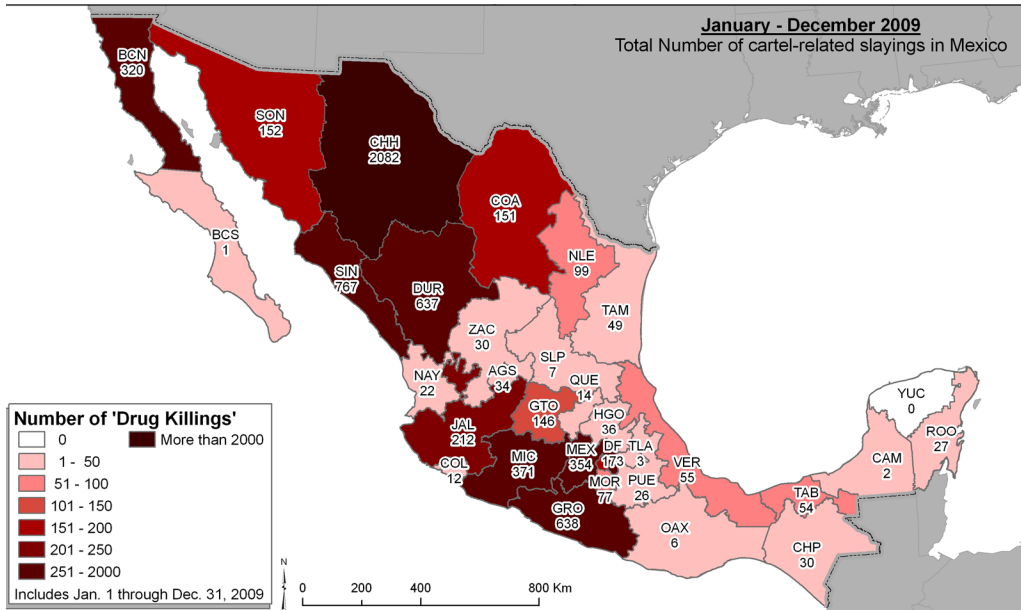 January - December 2009
Total Number of cartel-related slayings in Mexico
BCN
320
SON
152
CHH
2082
COA
151
BCS
1
SIN
767
DUR
637
NLE
99
TAM
49
ZAC
30
SLP
7
NAY
22
AGS
34
QUE
14
GTO
146
HGO
36
JAL
212
COL
12
MIC
371
MEX
354
DF
173
TLA
3
MOR
77
PUE
26
VER
55
GRO
638
OAX
6
TAB
54
CHP
30
CAM
2
YUC
0
ROO
27
Number of 'Drug Killings'
0
More than 2000
1 - 50
51 - 100
101 - 150
151 - 200
201 - 250
251 - 2000
Includes Jan. 1 through Dec. 31, 2009
N
0 200 400 800 Km